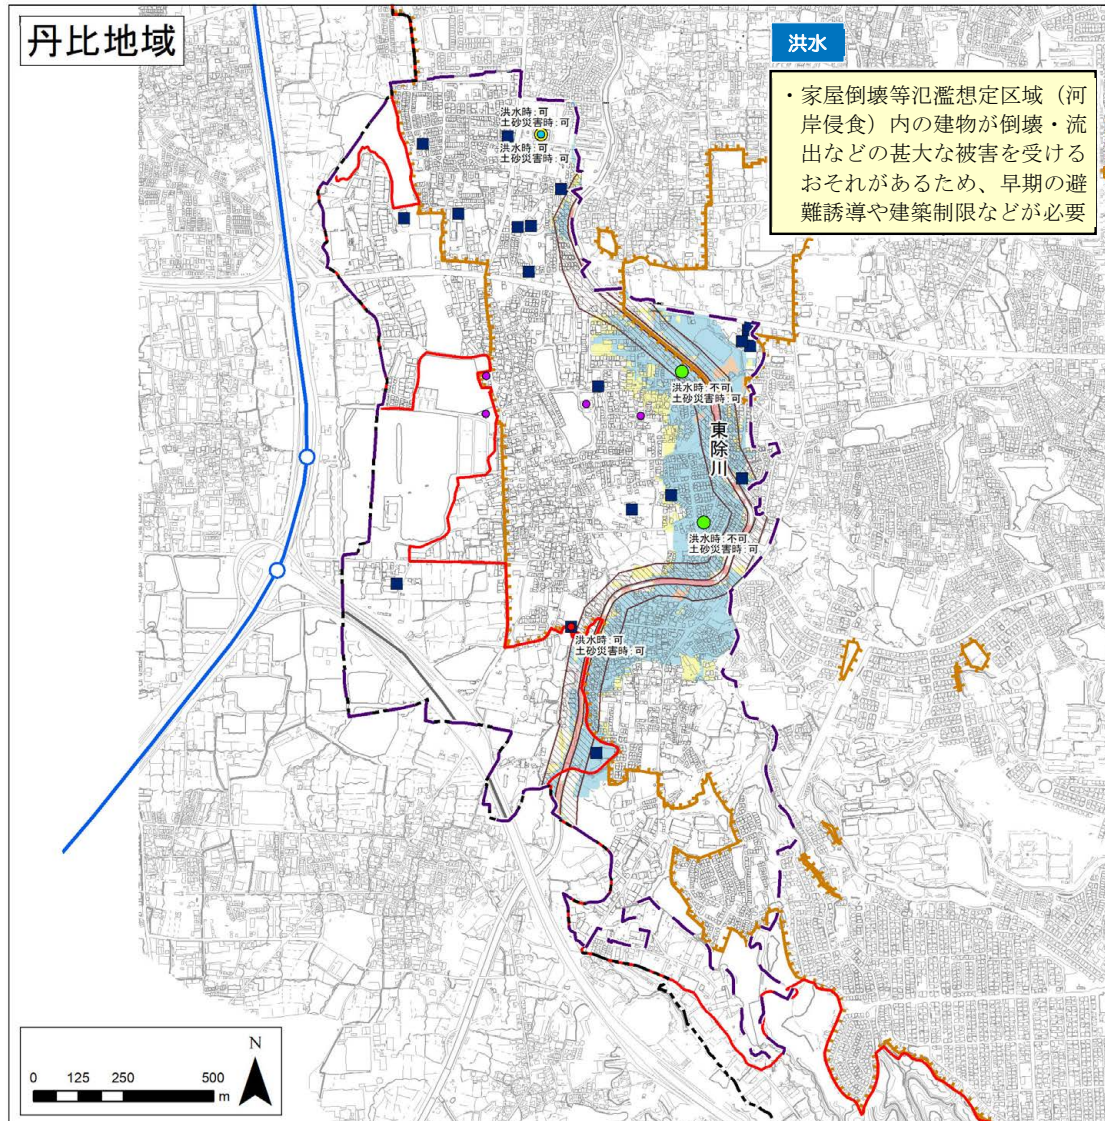 丹比地域
洪水
・家屋倒壊等氾濫想定区域（河
岸侵食）内の建物が倒壊・流
出などの甚大な被害を受ける
おそれがあるため、早期の避
難誘導や建築制限などが必要
洪水時:可
土砂災害時:可
洪水時:可
土砂災害時:可
洪水時:不可
土砂災害時:可
東除川
洪水時:不可
土砂災害時:可
洪水時:可
土砂災害時:可
N
0 125 250 500
m